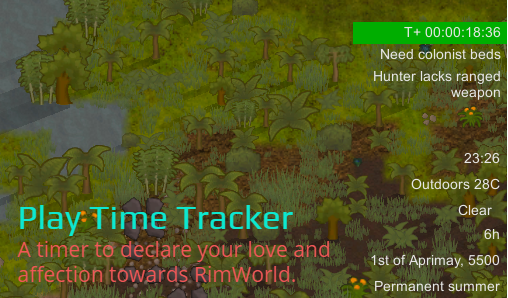 T+ 00:00:18:36
Need colonist beds
Hunter lacks ranged
weapon
23:26
Outdoors 28C
Clear
6h
1st of Aprimay, 5500
Permanent summer
Play Time Tracker
A timer to declare your love and
affection towards RimWorld.